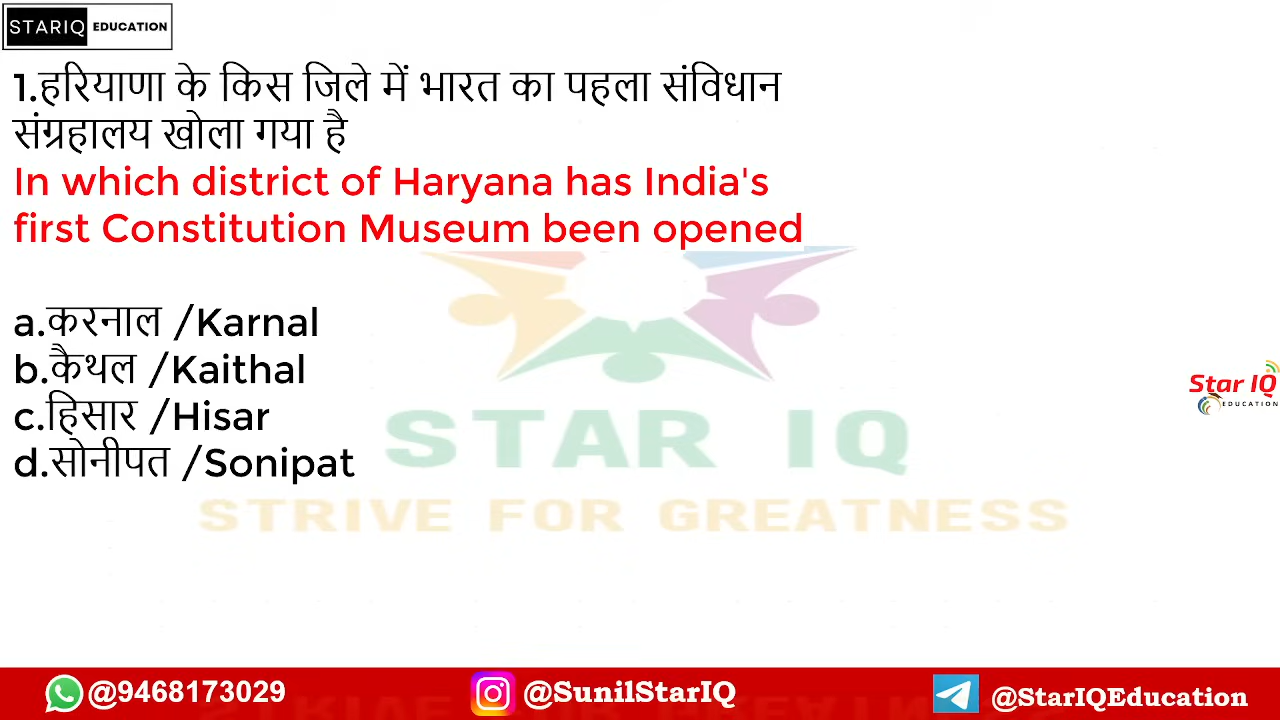 STARIQ EDUCATION
1.हरियाणा के किस जिले में भारत का पहला संविधान
संग्रहालय खोला गया है
In which district of Haryana has India's
first Constitution Museum been opened
a.करनाल /Karnal
b.कैथल /Kaithal
c.हिसार /Hisar
d.सोनीपत /Sonipat
Star IQ
EDUCATION
STAR IQ
STRIVE FOR GREATNESS
@9468173029 @SunilStarIQ @StarIQEducation